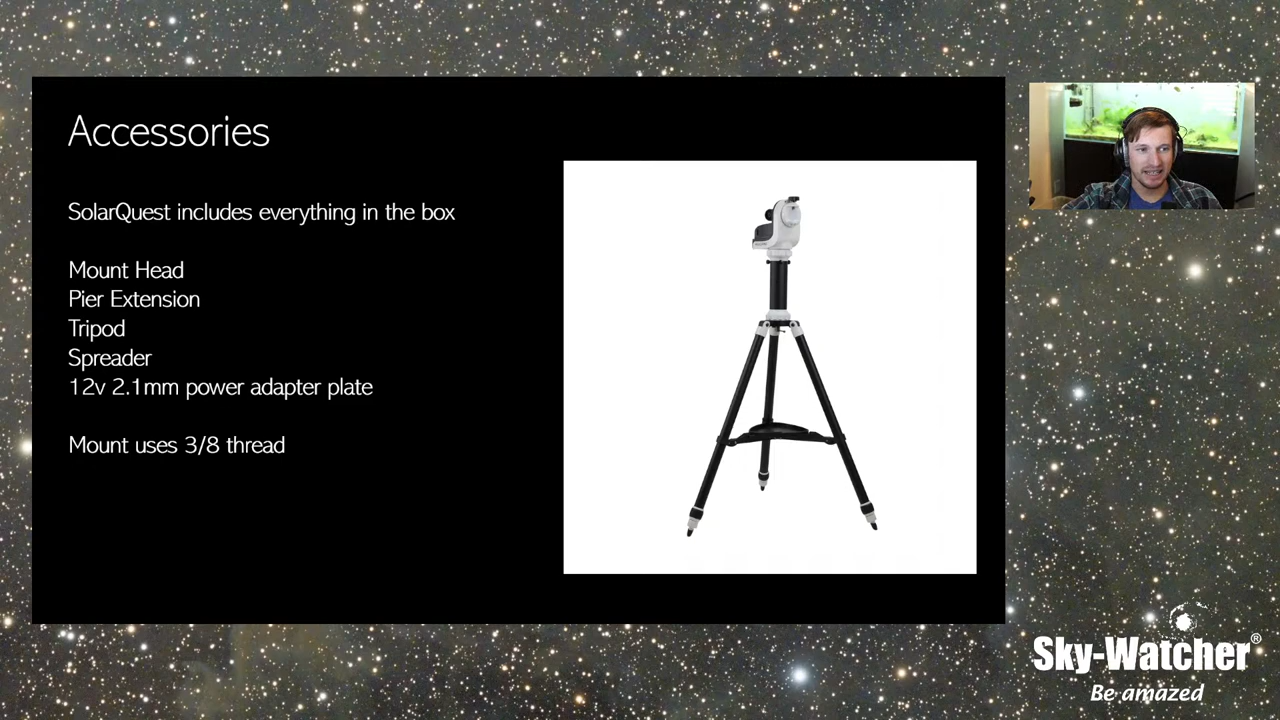 Accessories
SolarQuest includes everything in the box
Mount Head
Pier Extension
Tripod
Spreader
12v 2.1mm power adapter plate
Mount uses 3/8 thread
Sky-Watcher®
Be amazed